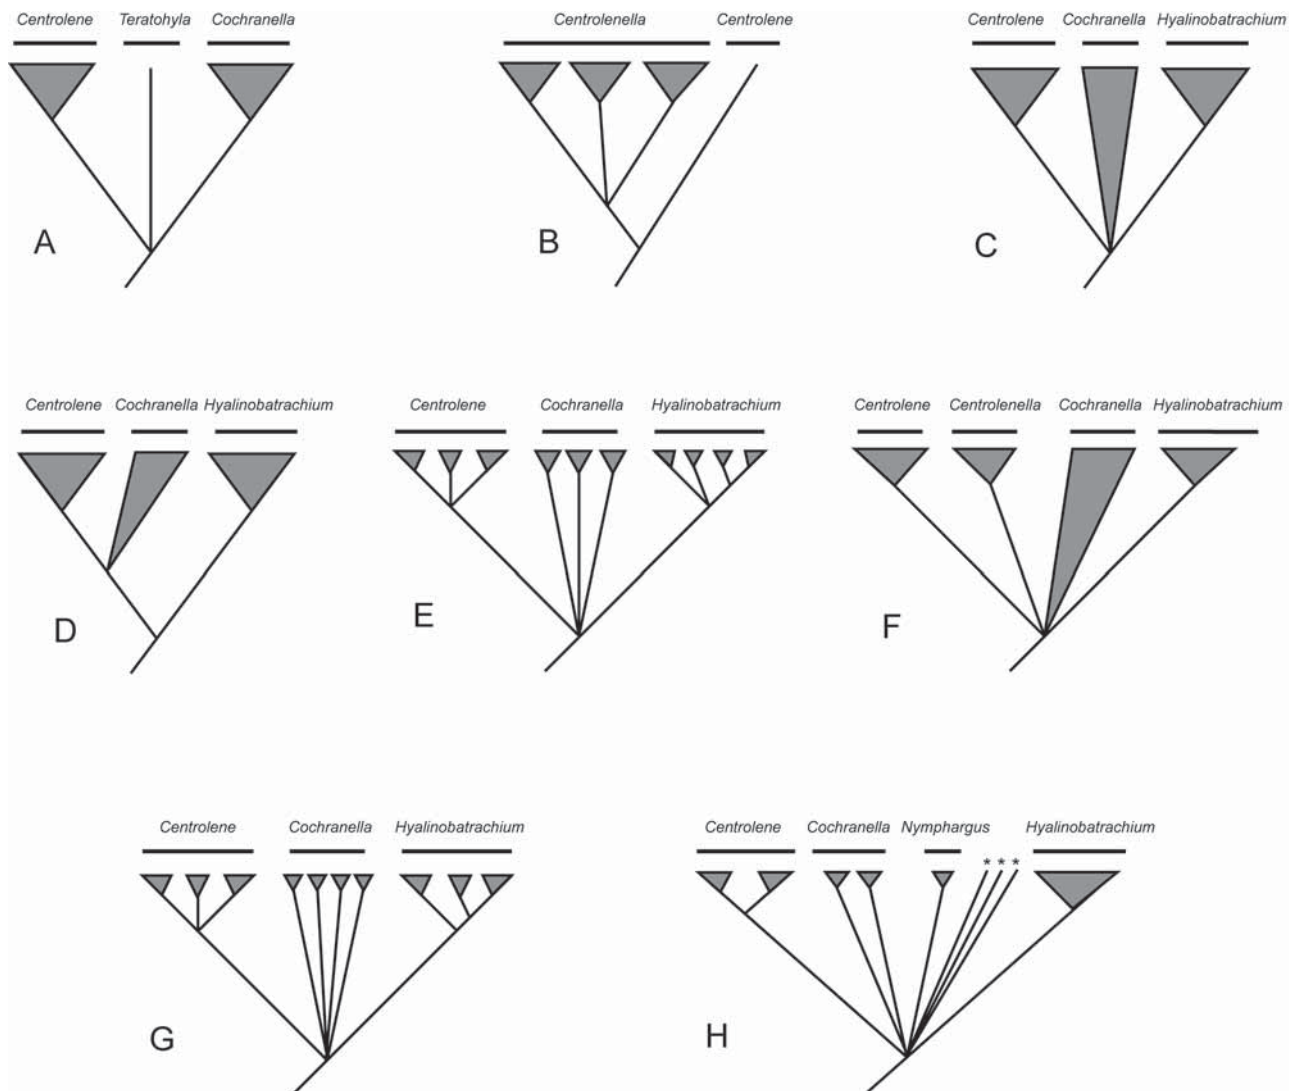 Centrolene Teratohyla Cochranella
Centrolenella Centrolene
Centrolene Cochranella Hyalinobatrachium
A
B
C
Centrolene Cochranella Hyalinobatrachium
Centrolene Cochranella Hyalinobatrachium
Centrolene Centrolenella Cochranella Hyalinobatrachium
D
E
F
Centrolene Cochranella Hyalinobatrachium
Centrolene Cochranella Nymphargus Hyalinobatrachium
* * *
G
H